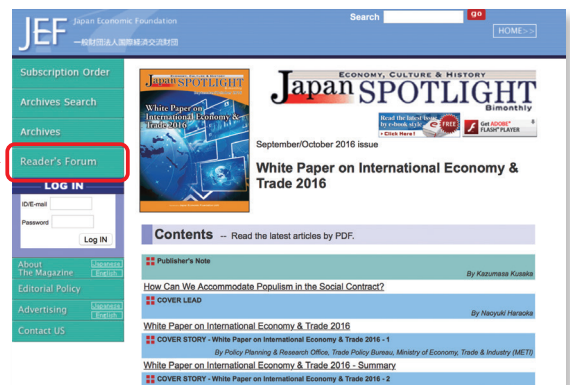 JEF
Japan Economic Foundation
一般財団法人国際経済交流財団
Search
go
HOME>>
Subscription Order
Archives Search
Archives
Reader's Forum
LOG IN
ID/E-mail
Password
Log IN
About
The Magazine
Japanese
English
Editorial Policy
Advertising
Japanese
English
Contact US
Japan SPOTLIGHT
White Paper on
International Economy &
Trade 2016
ECONOMY, CULTURE & HISTORY
Japan SPOTLIGHT
Bimonthly
Read the latest issue
by e-book style
Click Here!
FREE
Get ADOBE®
FLASH® PLAYER
September/October 2016 issue
White Paper on International Economy &
Trade 2016
Contents -- Read the latest articles by PDF.
Publisher's Note
By Kazumasa Kusaka
How Can We Accommodate Populism in the Social Contract?
COVER LEAD
By Naoyuki Haraoka
White Paper on International Economy & Trade 2016
COVER STORY - White Paper on International Economy & Trade 2016 - 1
By Policy Planning & Research Office, Trade Policy Bureau, Ministry of Economy, Trade & Industry (METI)
White Paper on International Economy & Trade 2016 - Summary
COVER STORY - White Paper on International Economy & Trade 2016 - 2